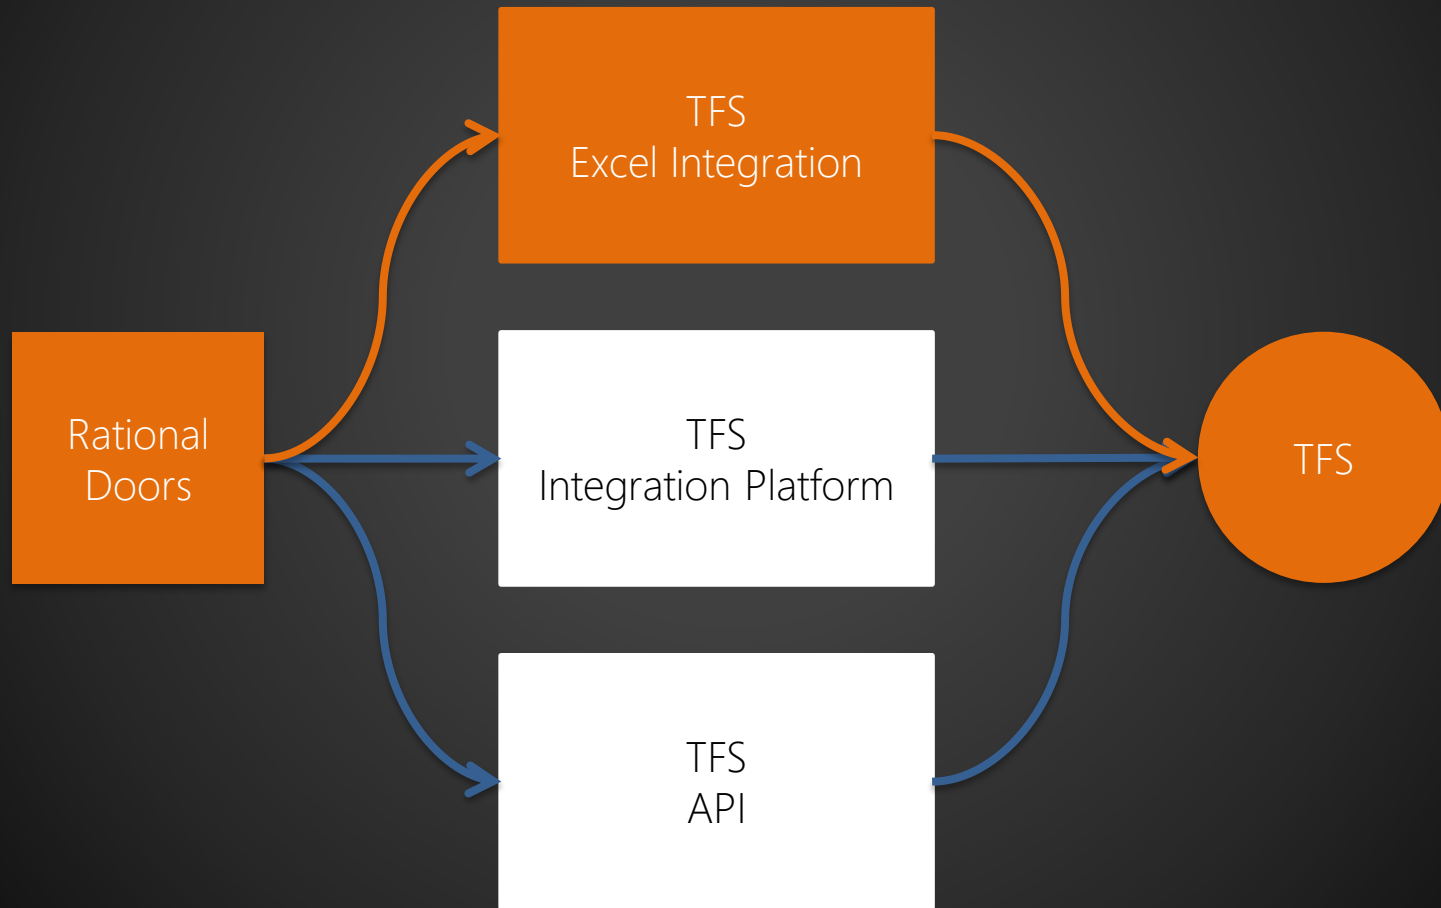 TFS
Excel Integration
Rational
Doors
TFS
Integration Platform
TFS
TFS
API